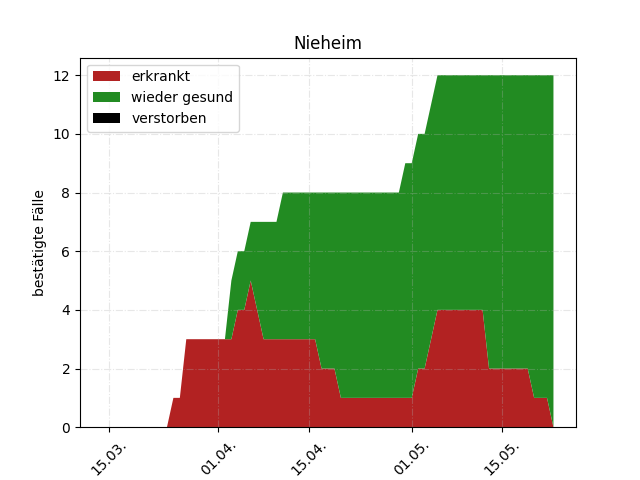 Nieheim
erkrankt
wieder gesund
verstorben
bestätigte Fälle
12
10
8
6
4
2
0
15.03.
01.04.
15.04.
01.05.
15.05.